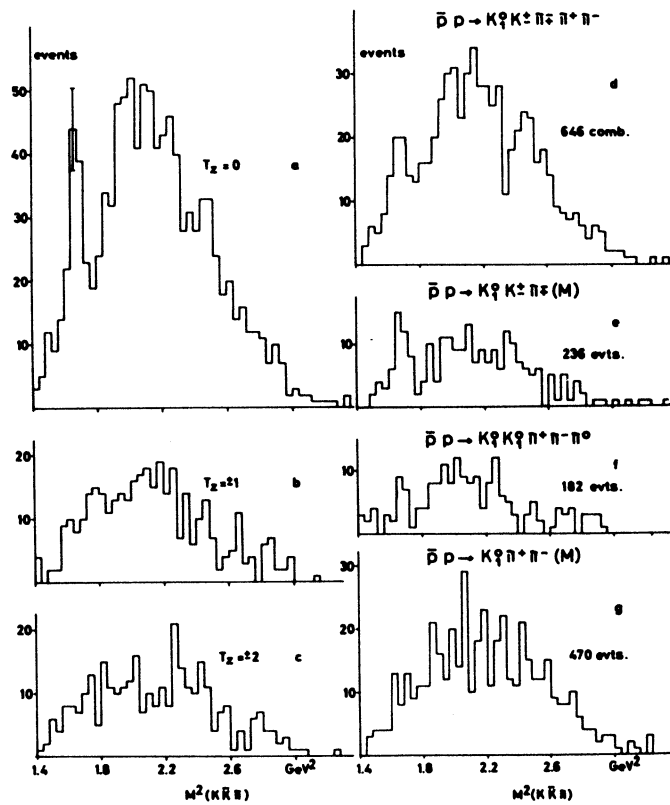 events
50
40
30
20
10
T_z = 0 a
20
10
T_z = ±1 b
20
10
T_z = ±2 c
1.4 1.8 2.2 2.6 GeV²
M² (K K̄ π)
p̄ p → K⁰₁ K± π∓ π⁺ π⁻
events
30
20
10
d
646 comb.
p̄ p → K⁰₁ K± π∓ (M)
10
e
236 evts.
p̄ p → K⁰₁ K⁰₁ π⁺ π⁻ π⁰
10
f
182 evts.
p̄ p → K⁰₁ π⁺ π⁻ (M)
30
20
10
g
470 evts.
1.4 1.8 2.2 2.6 GeV²
M² (K K̄ π)